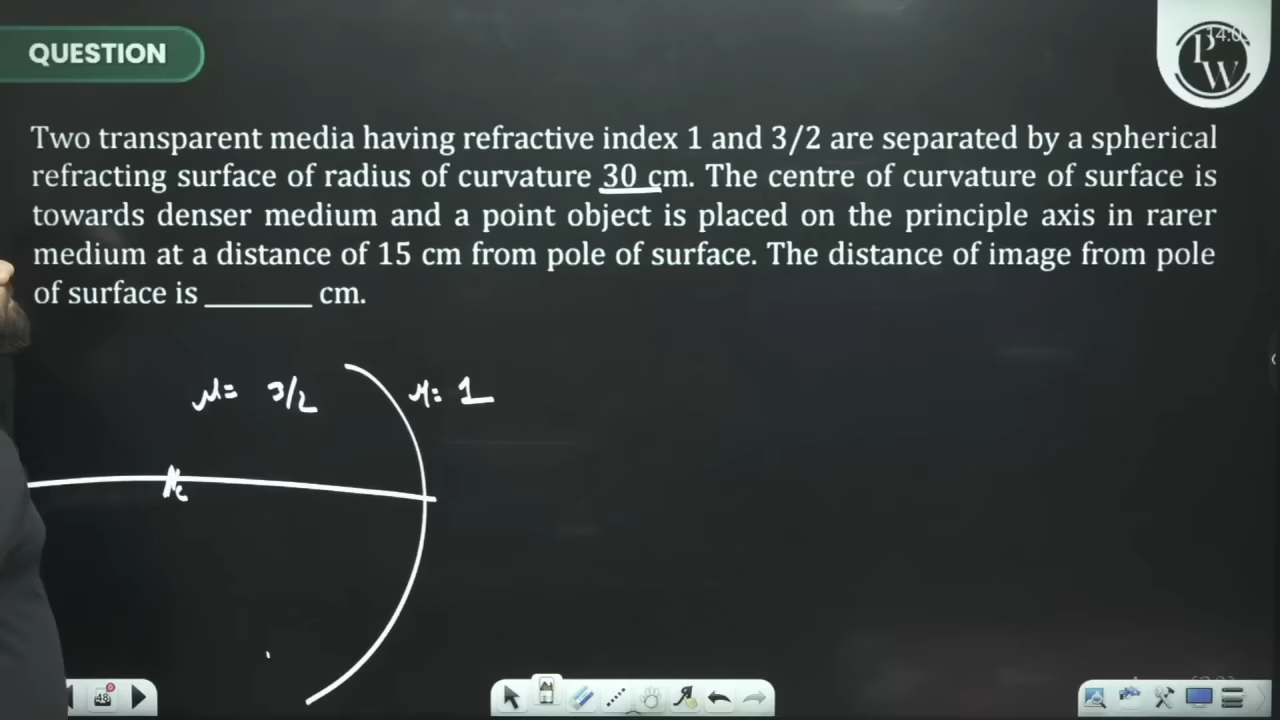 QUESTION
PW
Two transparent media having refractive index 1 and 3/2 are separated by a spherical
refracting surface of radius of curvature 30 cm. The centre of curvature of surface is
towards denser medium and a point object is placed on the principle axis in rarer
medium at a distance of 15 cm from pole of surface. The distance of image from pole
of surface is ________ cm.
μ= 3/2
μ= 1
C
48